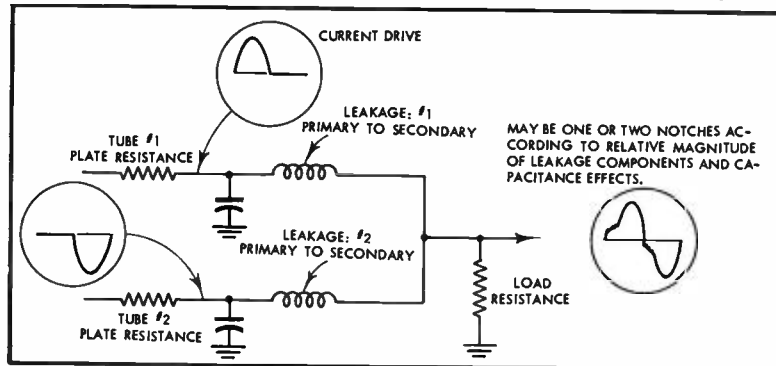 CURRENT DRIVE
LEAKAGE: #1
PRIMARY TO SECONDARY
TUBE #1
PLATE RESISTANCE
MAY BE ONE OR TWO NOTCHES AC-
CORDING TO RELATIVE MAGNITUDE
OF LEAKAGE COMPONENTS AND CA-
PACITANCE EFFECTS.
LEAKAGE: #2
PRIMARY TO SECONDARY
TUBE #2
PLATE RESISTANCE
LOAD
RESISTANCE